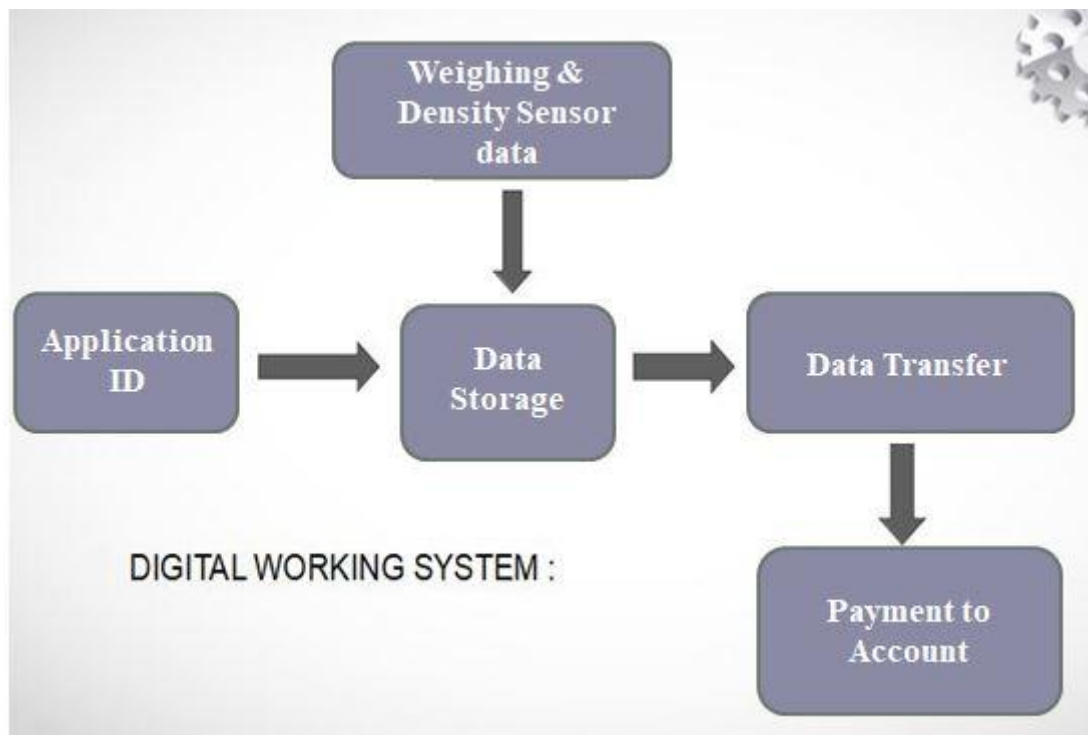 Weighing &
Density Sensor
data
Application
ID
Data
Storage
Data Transfer
DIGITAL WORKING SYSTEM :
Payment to
Account